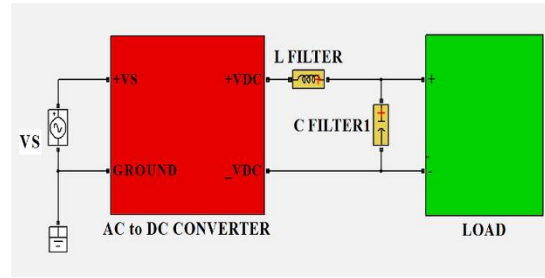 L FILTER
+VS
+VDC
+
C FILTER1
VS
GROUND
_VDC
-
-
AC to DC CONVERTER
LOAD